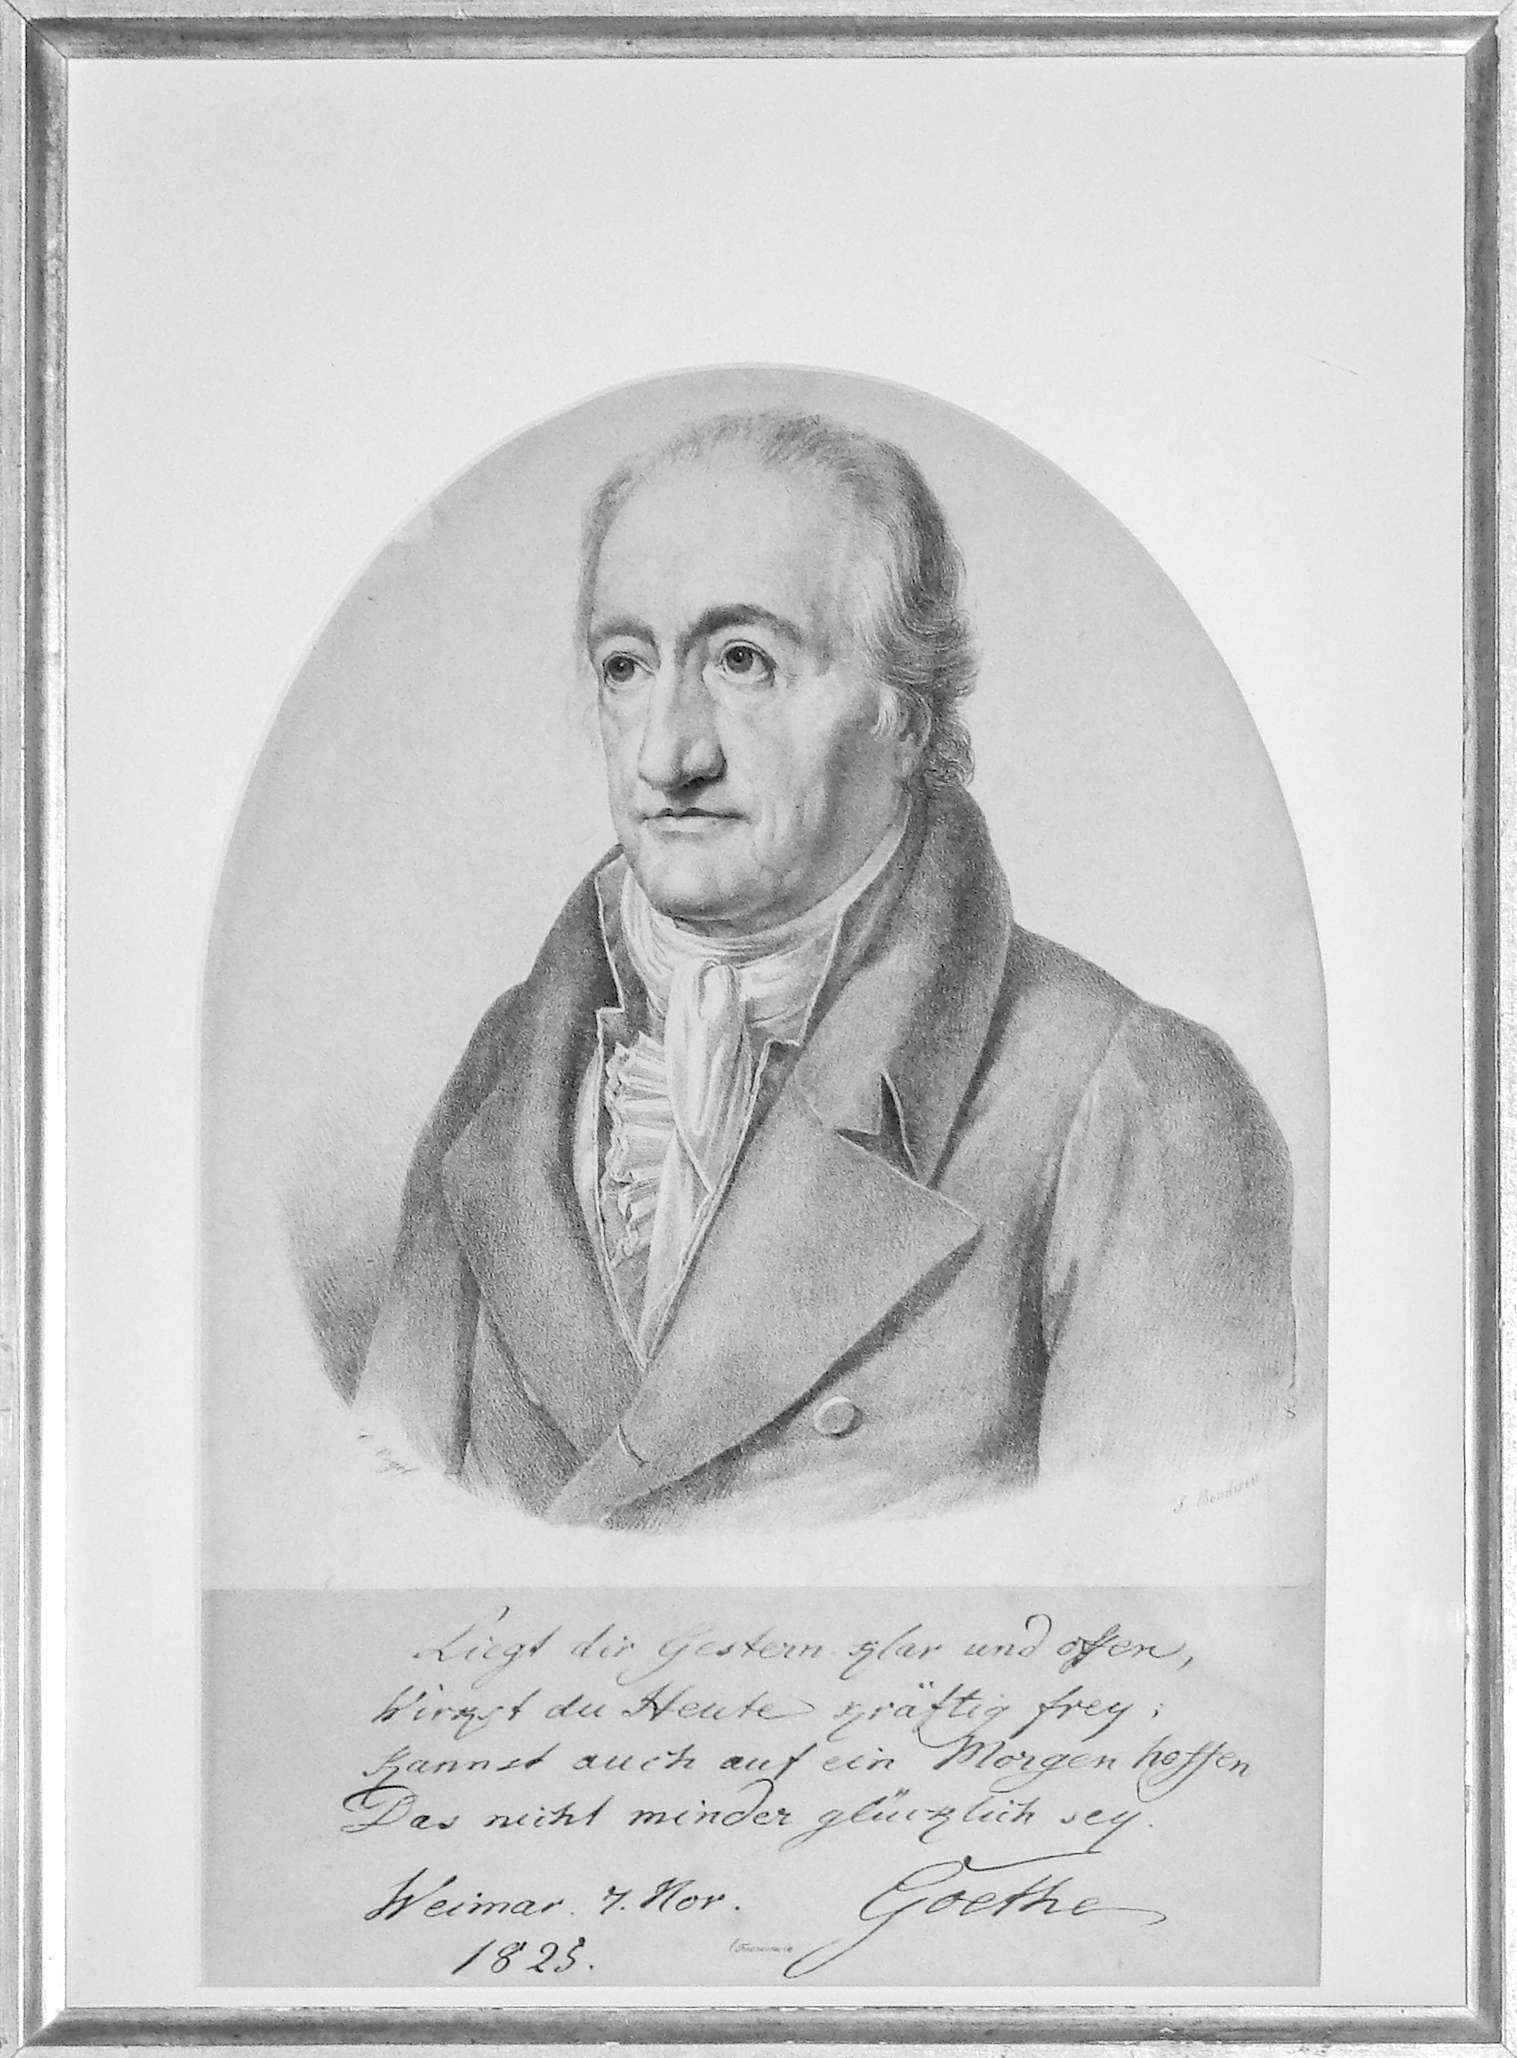 Vogel
Liegt dir Gestern klar und offen,
Wirkst du Heute kräftig frey;
Kannst auch auf ein Morgen hoffen
Das nicht minder glücklich sey.
Weimar. 7. Nov. Goethe
1825.